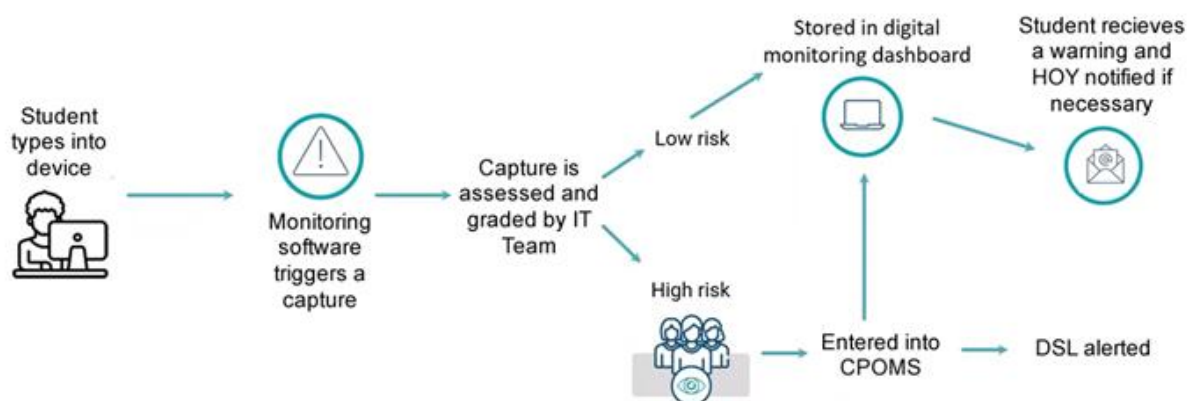 Student
types into
device
Monitoring
software
triggers a
capture
Capture is
assessed and
graded by IT
Team
Low risk
High risk
Stored in digital
monitoring dashboard
Student recieves
a warning and
HOY notified if
necessary
@
Entered into
CPOMS
DSL alerted